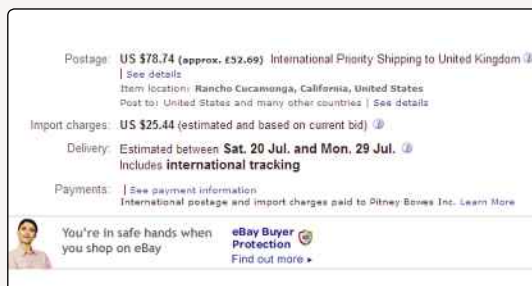 Postage: US $78.74 (approx. £52.69) International Priority Shipping to United Kingdom
| See details
Item location: Rancho Cucamonga, California, United States
Post to: United States and many other countries | See details
Import charges: US $25.44 (estimated and based on current bid)
Delivery: Estimated between Sat. 20 Jul. and Mon. 29 Jul.
Includes international tracking
Payments: | See payment information
International postage and import charges paid to Pitney Bowes Inc. Learn More
You're in safe hands when
you shop on eBay
eBay Buyer
Protection
Find out more